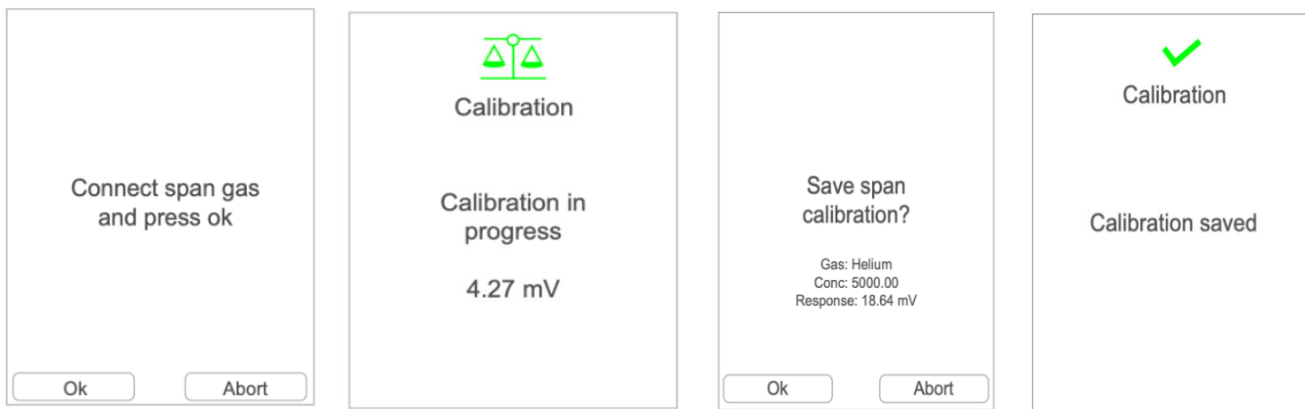 Connect span gas
and press ok
Ok
Abort
Calibration
Calibration in
progress
4.27 mV
Save span
calibration?
Gas: Helium
Conc: 5000.00
Response: 18.64 mV
Ok
Abort
Calibration
Calibration saved